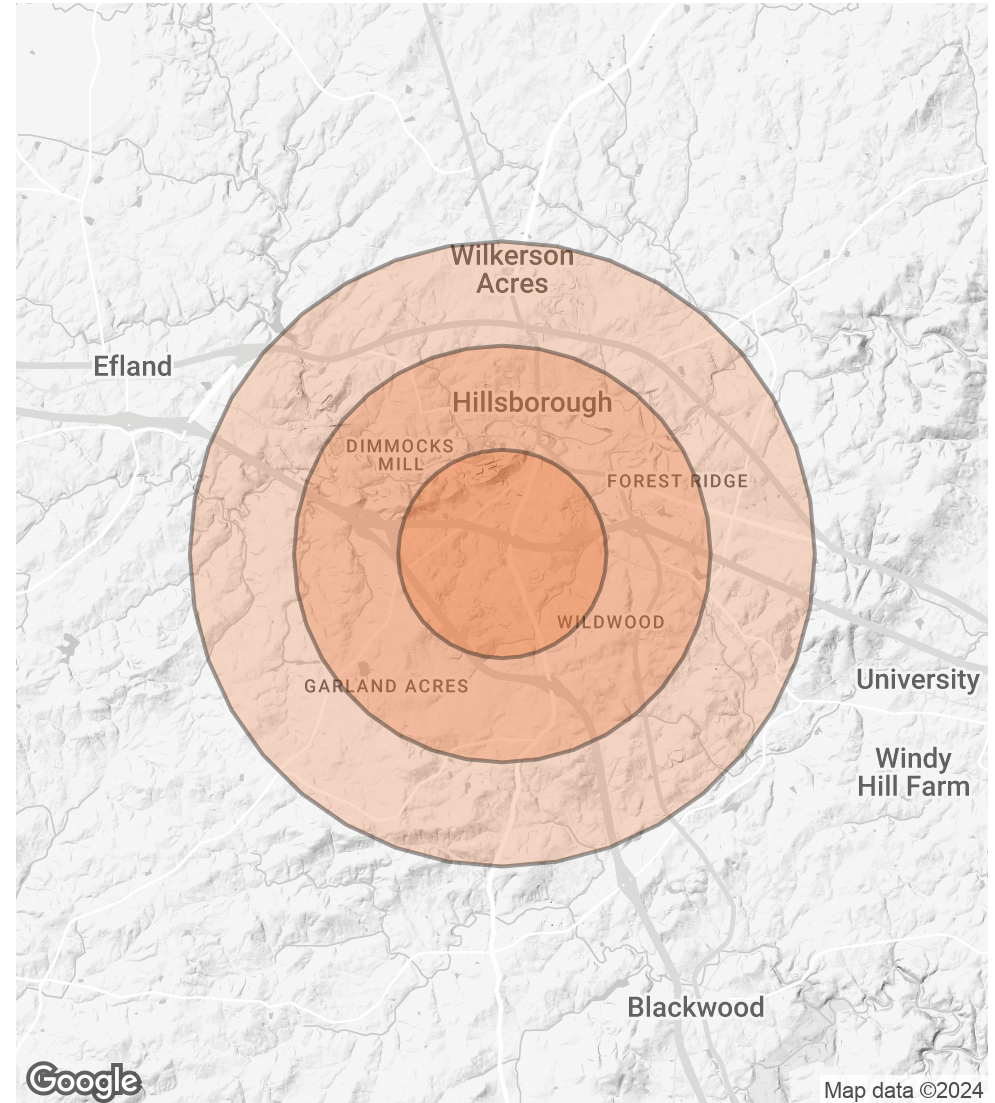 Wilkerson
Acres
Efland
Hillsborough
DIMMOCKS
MILL
FOREST RIDGE
WILDWOOD
GARLAND ACRES
University
Windy
Hill Farm
Blackwood
Google
Map data ©2024